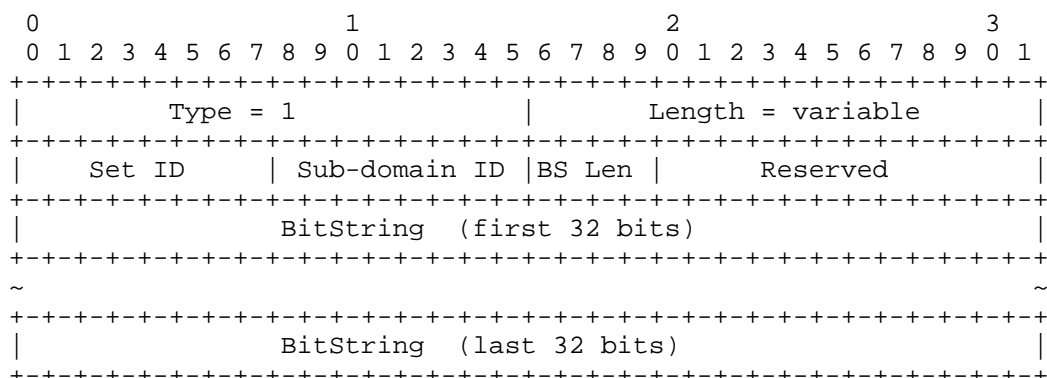 0                   1                   2                   3
 0 1 2 3 4 5 6 7 8 9 0 1 2 3 4 5 6 7 8 9 0 1 2 3 4 5 6 7 8 9 0 1
+-+-+-+-+-+-+-+-+-+-+-+-+-+-+-+-+-+-+-+-+-+-+-+-+-+-+-+-+-+-+-+-+
|         Type = 1              |       Length = variable       |
+-+-+-+-+-+-+-+-+-+-+-+-+-+-+-+-+-+-+-+-+-+-+-+-+-+-+-+-+-+-+-+-+
|    Set ID     | Sub-domain ID |BS Len |      Reserved         |
+-+-+-+-+-+-+-+-+-+-+-+-+-+-+-+-+-+-+-+-+-+-+-+-+-+-+-+-+-+-+-+-+
|                BitString  (first 32 bits)                     |
+-+-+-+-+-+-+-+-+-+-+-+-+-+-+-+-+-+-+-+-+-+-+-+-+-+-+-+-+-+-+-+-+
~                                                               ~
+-+-+-+-+-+-+-+-+-+-+-+-+-+-+-+-+-+-+-+-+-+-+-+-+-+-+-+-+-+-+-+-+
|                BitString  (last 32 bits)                      |
+-+-+-+-+-+-+-+-+-+-+-+-+-+-+-+-+-+-+-+-+-+-+-+-+-+-+-+-+-+-+-+-+